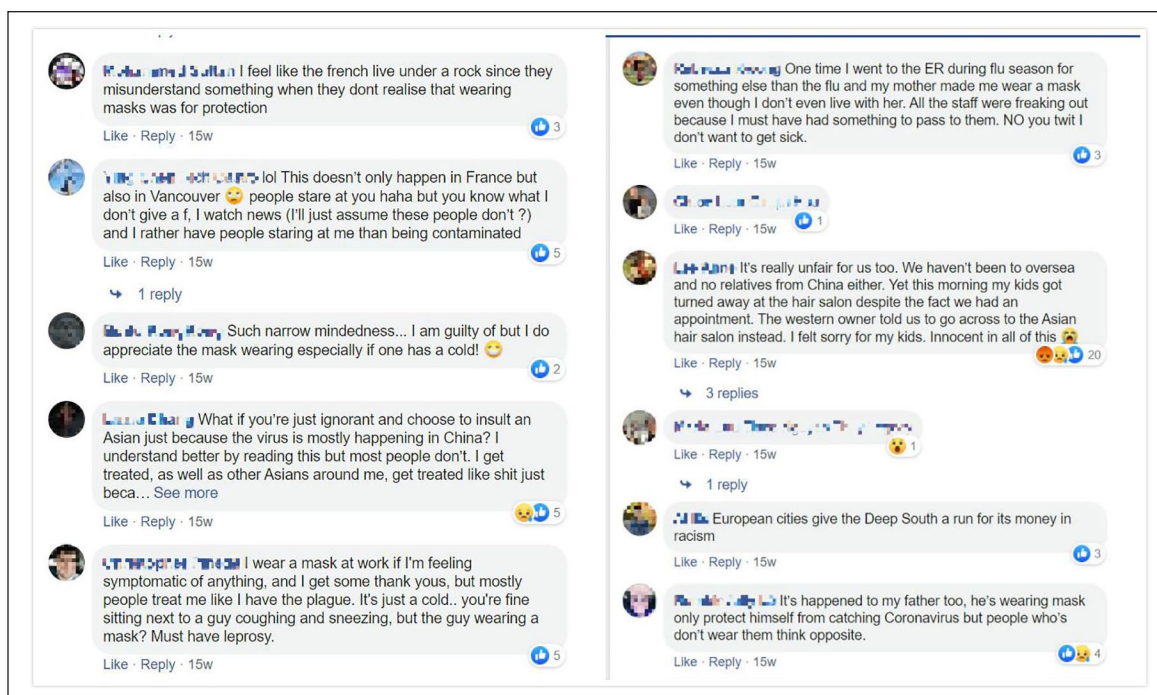 Reply
I feel like the french live under a rock since they
misunderstand something when they dont realise that wearing
masks was for protection
3
Like · Reply · 15w
lol This doesn't only happen in France but
also in Vancouver 🙄 people stare at you haha but you know what I
don't give a f, I watch news (I'll just assume these people don't ?)
and I rather have people staring at me than being contaminated
5
Like · Reply · 15w
1 reply
Such narrow mindedness... I am guilty of but I do
appreciate the mask wearing especially if one has a cold! 😷
2
Like · Reply · 15w
What if you're just ignorant and choose to insult an
Asian just because the virus is mostly happening in China? I
understand better by reading this but most people don't. I get
treated, as well as other Asians around me, get treated like shit just
beca... See more
5
Like · Reply · 15w
I wear a mask at work if I'm feeling
symptomatic of anything, and I get some thank yous, but mostly
people treat me like I have the plague. It's just a cold.. you're fine
sitting next to a guy coughing and sneezing, but the guy wearing a
mask? Must have leprosy.
5
Like · Reply · 15w
One time I went to the ER during flu season for
something else than the flu and my mother made me wear a mask
even though I don't even live with her. All the staff were freaking out
because I must have had something to pass to them. NO you twit I
don't want to get sick.
3
Like · Reply · 15w
1
Like · Reply · 15w
It's really unfair for us too. We haven't been to oversea
and no relatives from China either. Yet this morning my kids got
turned away at the hair salon despite the fact we had an
appointment. The western owner told us to go across to the Asian
hair salon instead. I felt sorry for my kids. Innocent in all of this 😭
20
Like · Reply · 15w
3 replies
1
Like · Reply · 15w
1 reply
European cities give the Deep South a run for its money in
racism
3
Like · Reply · 15w
It's happened to my father too, he's wearing mask
only protect himself from catching Coronavirus but people who's
don't wear them think opposite.
4
Like · Reply · 15w